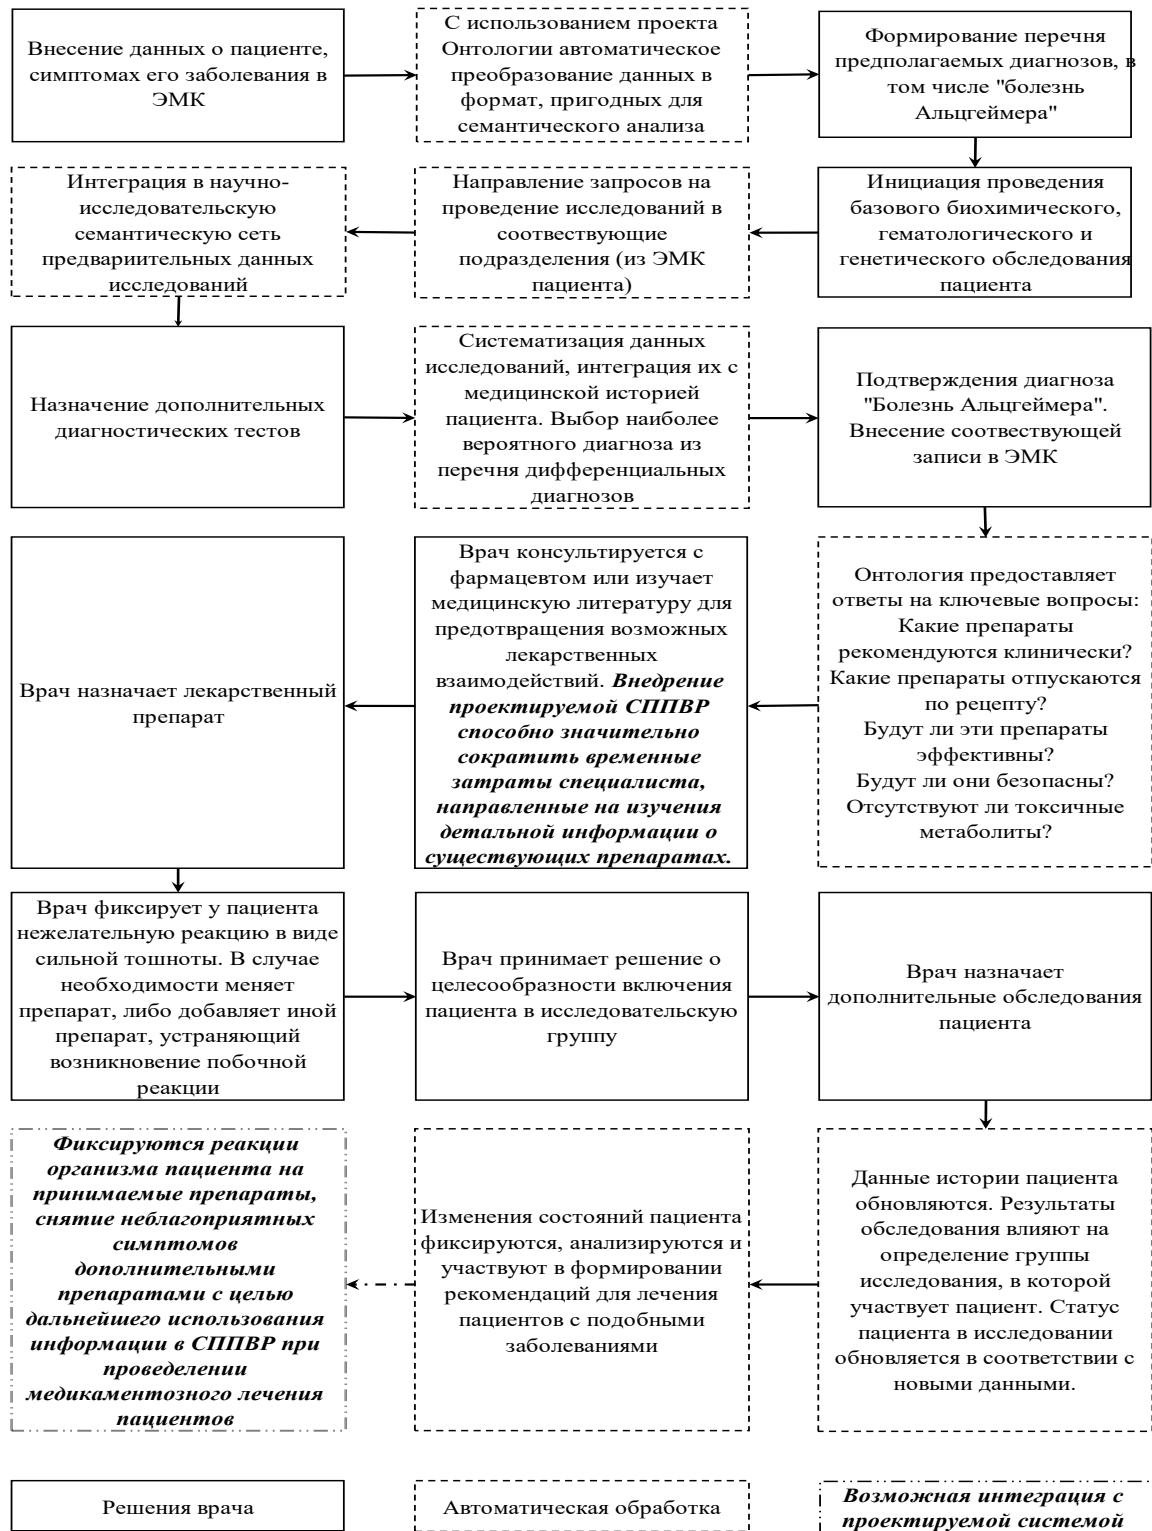 Внесение данных о пациенте,
симптомах его заболевания в
ЭМК
С использованием проекта
Онтологии автоматическое
преобразование данных в
формат, пригодных для
семантического анализа
Формирование перечня
предполагаемых диагнозов, в
том числе "болезнь
Альцгеймера"
Интеграция в научно-
исследовательскую
семантическую сеть
предвариительных данных
исследований
Направление запросов на
проведение исследований в
соотвествующие
подразделения (из ЭМК
пациента)
Инициация проведения
базового биохимического,
гематологического и
генетического обследования
пациента
Назначение дополнительных
диагностических тестов
Систематизация данных
исследований, интеграция их с
медицинской историей
пациента. Выбор наиболее
вероятного диагноза из
перечня дифференциальных
диагнозов
Подтверждения диагноза
"Болезнь Альцгеймера".
Внесение соотвествующей
записи в ЭМК
Врач назначает лекарственный
препарат
Врач консультируется с
фармацевтом или изучает
медицинскую литературу для
предотвращения возможных
лекарственных
взаимодействий. Внедрение
проектируемой СППВР
способно значительно
сократить временные
затраты специалиста,
направленные на изучения
детальной информации о
существующих препаратах.
Онтология предоставляет
ответы на ключевые вопросы:
Какие препараты
рекомендуются клинически?
Какие препараты отпускаются
по рецепту?
Будут ли эти препараты
эффективны?
Будут ли они безопасны?
Отсутствуют ли токсичные
метаболиты?
Врач фиксирует у пациента
нежелательную реакцию в виде
сильной тошноты. В случае
необходимости меняет
препарат, либо добавляет иной
препарат, устраняющий
возникновение побочной
реакции
Врач принимает решение о
целесообразности включения
пациента в исследовательскую
группу
Врач назначает
дополнительные обследования
пациента
Фиксируются реакции
организма пациента на
принимаемые препараты,
снятие неблагоприятных
симптомов
дополнительными
препаратами с целью
дальнейшего использования
информации в СППВР при
проведелении
медикаментозного лечения
пациентов
Изменения состояний пациента
фиксируются, анализируются и
участвуют в формировании
рекомендаций для лечения
пациентов с подобными
заболеваниями
Данные истории пациента
обновляются. Результаты
обследования влияют на
определение группы
исследования, в которой
участвует пациент. Статус
пациента в исследовании
обновляется в соответствии с
новыми данными.
Решения врача
Автоматическая обработка
Возможная интеграция с
проектируемой системой